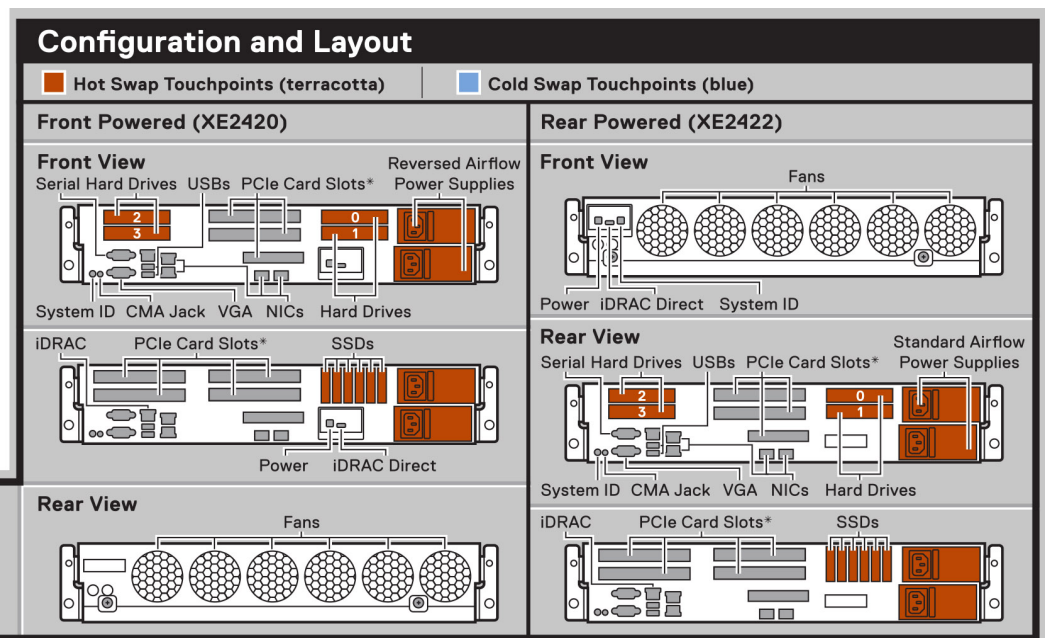 Configuration and Layout
Hot Swap Touchpoints (terracotta)
Cold Swap Touchpoints (blue)
Front Powered (XE2420)
Front View
Reversed Airflow
Serial Hard Drives USBs PCIe Card Slots* Power Supplies
2
0
3
1
System ID CMA Jack VGA NICs Hard Drives
iDRAC PCIe Card Slots* SSDs
Power iDRAC Direct
Rear View
Fans
Rear Powered (XE2422)
Front View
Fans
Power iDRAC Direct System ID
Rear View
Standard Airflow
Serial Hard Drives USBs PCIe Card Slots* Power Supplies
2
0
3
1
System ID CMA Jack VGA NICs Hard Drives
iDRAC PCIe Card Slots* SSDs